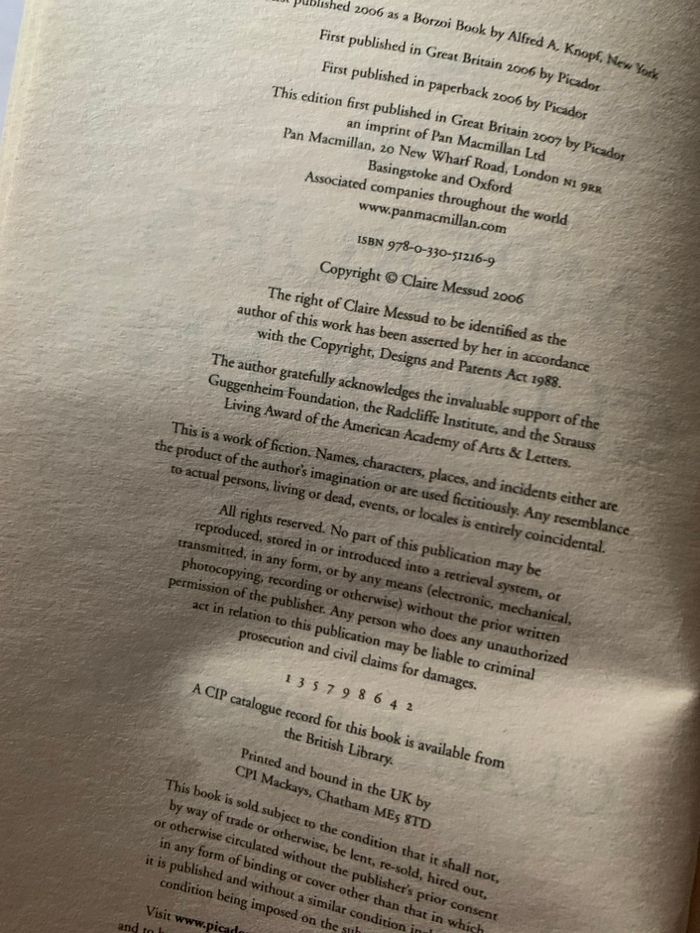 published 2006 as a Borzoi Book by Alfred A. Knopf, New York
First published in Great Britain 2006 by Picador
First published in paperback 2006 by Picador
This edition first published in Great Britain 2007 by Picador
an imprint of Pan Macmillan Ltd
Pan Macmillan, 20 New Wharf Road, London N1 9RR
Basingstoke and Oxford
Associated companies throughout the world
www.panmacmillan.com
ISBN 978-0-330-51216-9
Copyright © Claire Messud 2006
The right of Claire Messud to be identified as the
author of this work has been asserted by her in accordance
with the Copyright, Designs and Patents Act 1988.
The author gratefully acknowledges the invaluable support of the
Guggenheim Foundation, the Radcliffe Institute, and the Strauss
Living Award of the American Academy of Arts & Letters.
This is a work of fiction. Names, characters, places, and incidents either are
the product of the author's imagination or are used fictitiously. Any resemblance
to actual persons, living or dead, events, or locales is entirely coincidental.
All rights reserved. No part of this publication may be
reproduced, stored in or introduced into a retrieval system, or
transmitted, in any form, or by any means (electronic, mechanical,
photocopying, recording or otherwise) without the prior written
permission of the publisher. Any person who does any unauthorized
act in relation to this publication may be liable to criminal
prosecution and civil claims for damages.
1 3 5 7 9 8 6 4 2
A CIP catalogue record for this book is available from
the British Library.
Printed and bound in the UK by
CPI Mackays, Chatham ME5 8TD
This book is sold subject to the condition that it shall not,
by way of trade or otherwise, be lent, re-sold, hired out,
or otherwise circulated without the publisher's prior consent
in any form of binding or cover other than that in which
it is published and without a similar condition
condition being imposed on the
Visit
and to